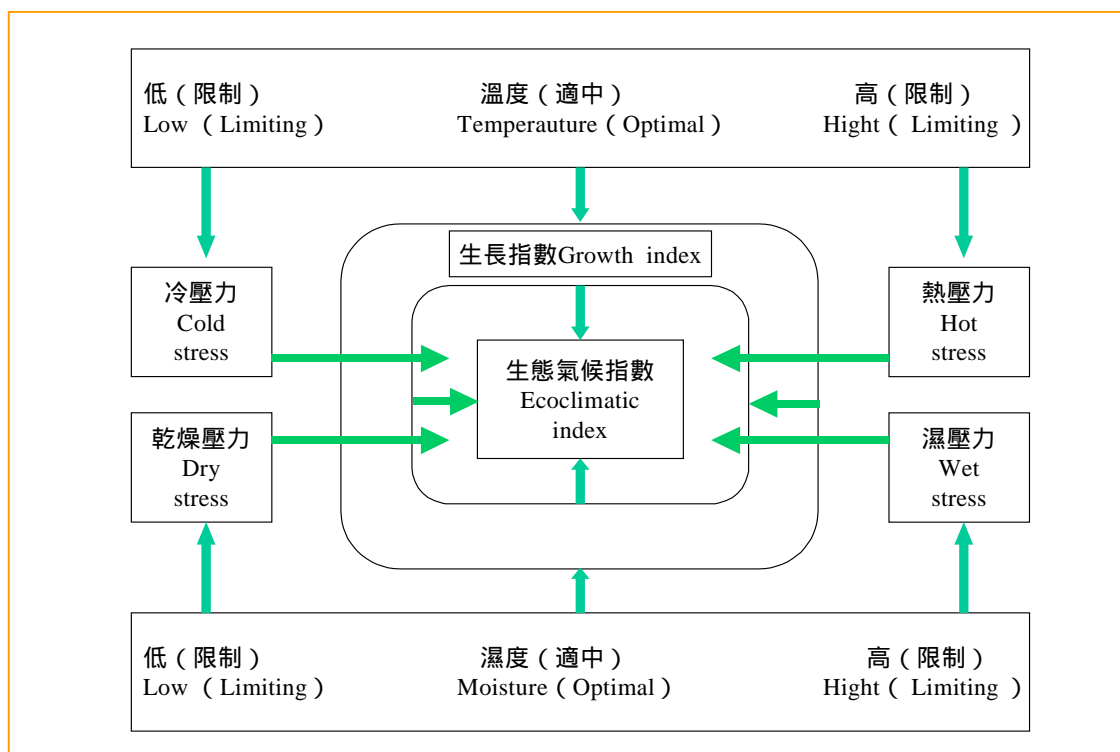 低（限制） 溫度（適中） 高（限制）
Low （Limiting） Temperauture（Optimal） Hight（ Limiting ）
生長指數Growth index
冷壓力
Cold
stress
熱壓力
Hot
stress
生態氣候指數
Ecoclimatic
index
乾燥壓力
Dry
stress
濕壓力
Wet
stress
低（限制） 濕度（適中） 高（限制）
Low （Limiting） Moisture（Optimal） Hight（ Limiting ）